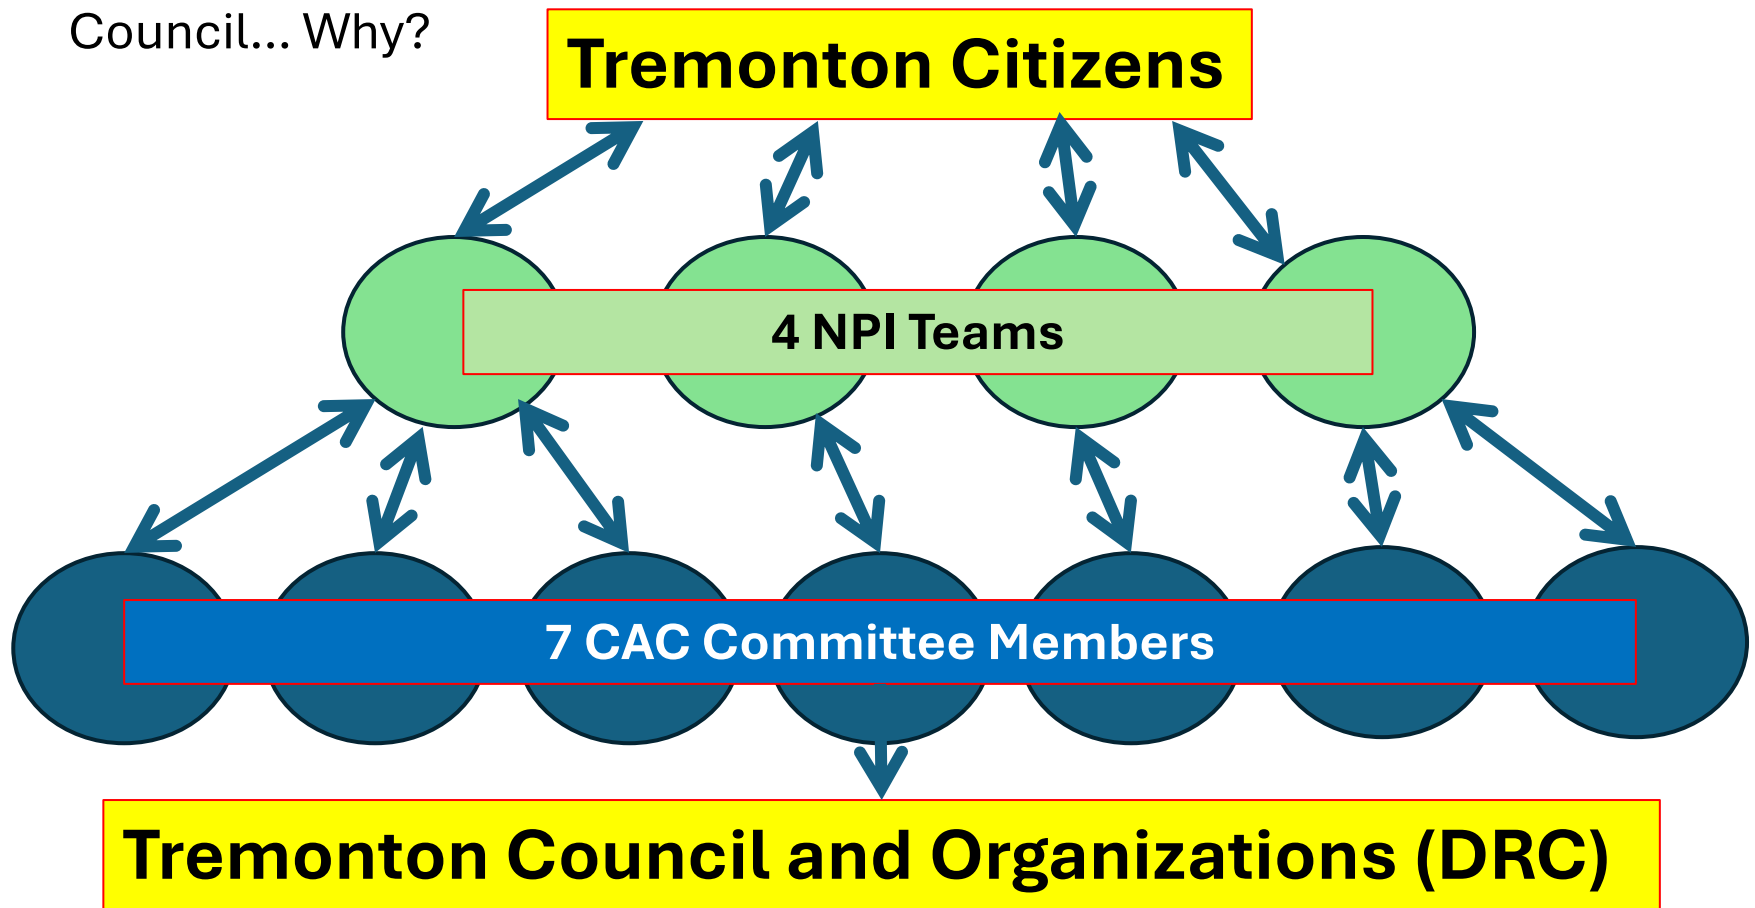 Council... Why?
Tremonton Citizens
4 NPI Teams
7 CAC Committee Members
Tremonton Council and Organizations (DRC)